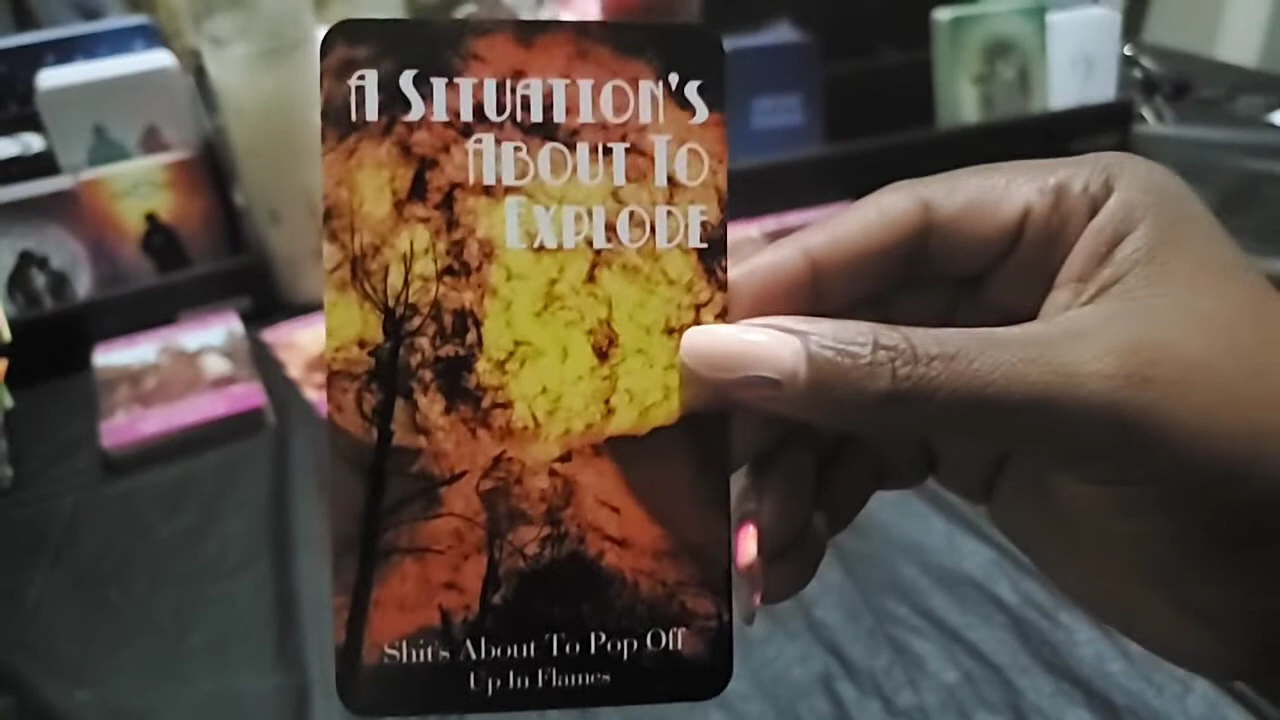 A Situation's
About To
Explode
Shit's About To Pop Off
Up In Flames